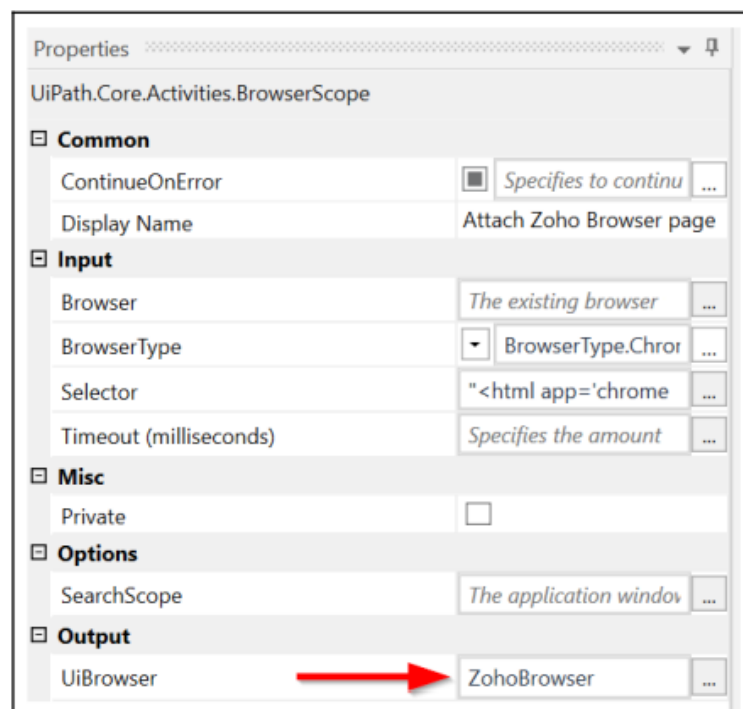 Properties
UiPath.Core.Activities.BrowserScope
Common
ContinueOnError Specifies to continu ...
Display Name Attach Zoho Browser page
Input
Browser The existing browser ...
BrowserType BrowserType.Chror ...
Selector "<html app='chrome ...
Timeout (milliseconds) Specifies the amount ...
Misc
Private
Options
SearchScope The application window ...
Output
UiBrowser ZohoBrowser ...